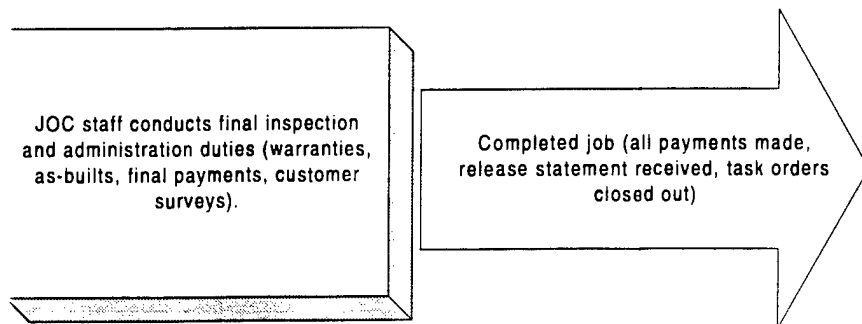 JOC staff conducts final inspection
and administration duties (warranties,
as-builts, final payments, customer
surveys).
Completed job (all payments made,
release statement received, task orders
closed out)